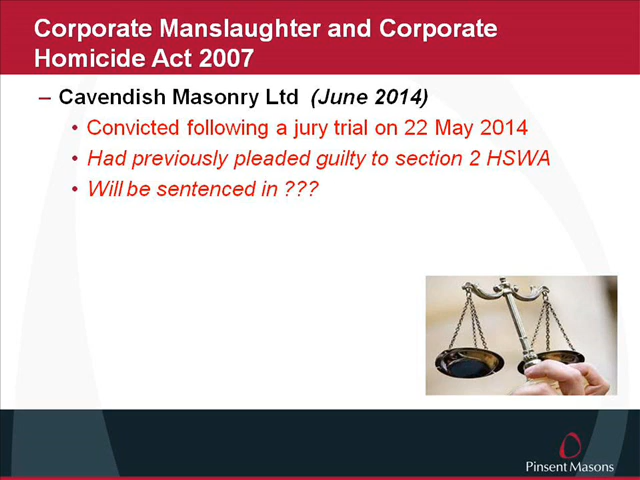 Corporate Manslaughter and Corporate
Homicide Act 2007
– Cavendish Masonry Ltd (June 2014)
• Convicted following a jury trial on 22 May 2014
• Had previously pleaded guilty to section 2 HSWA
• Will be sentenced in ???
Pinsent Masons